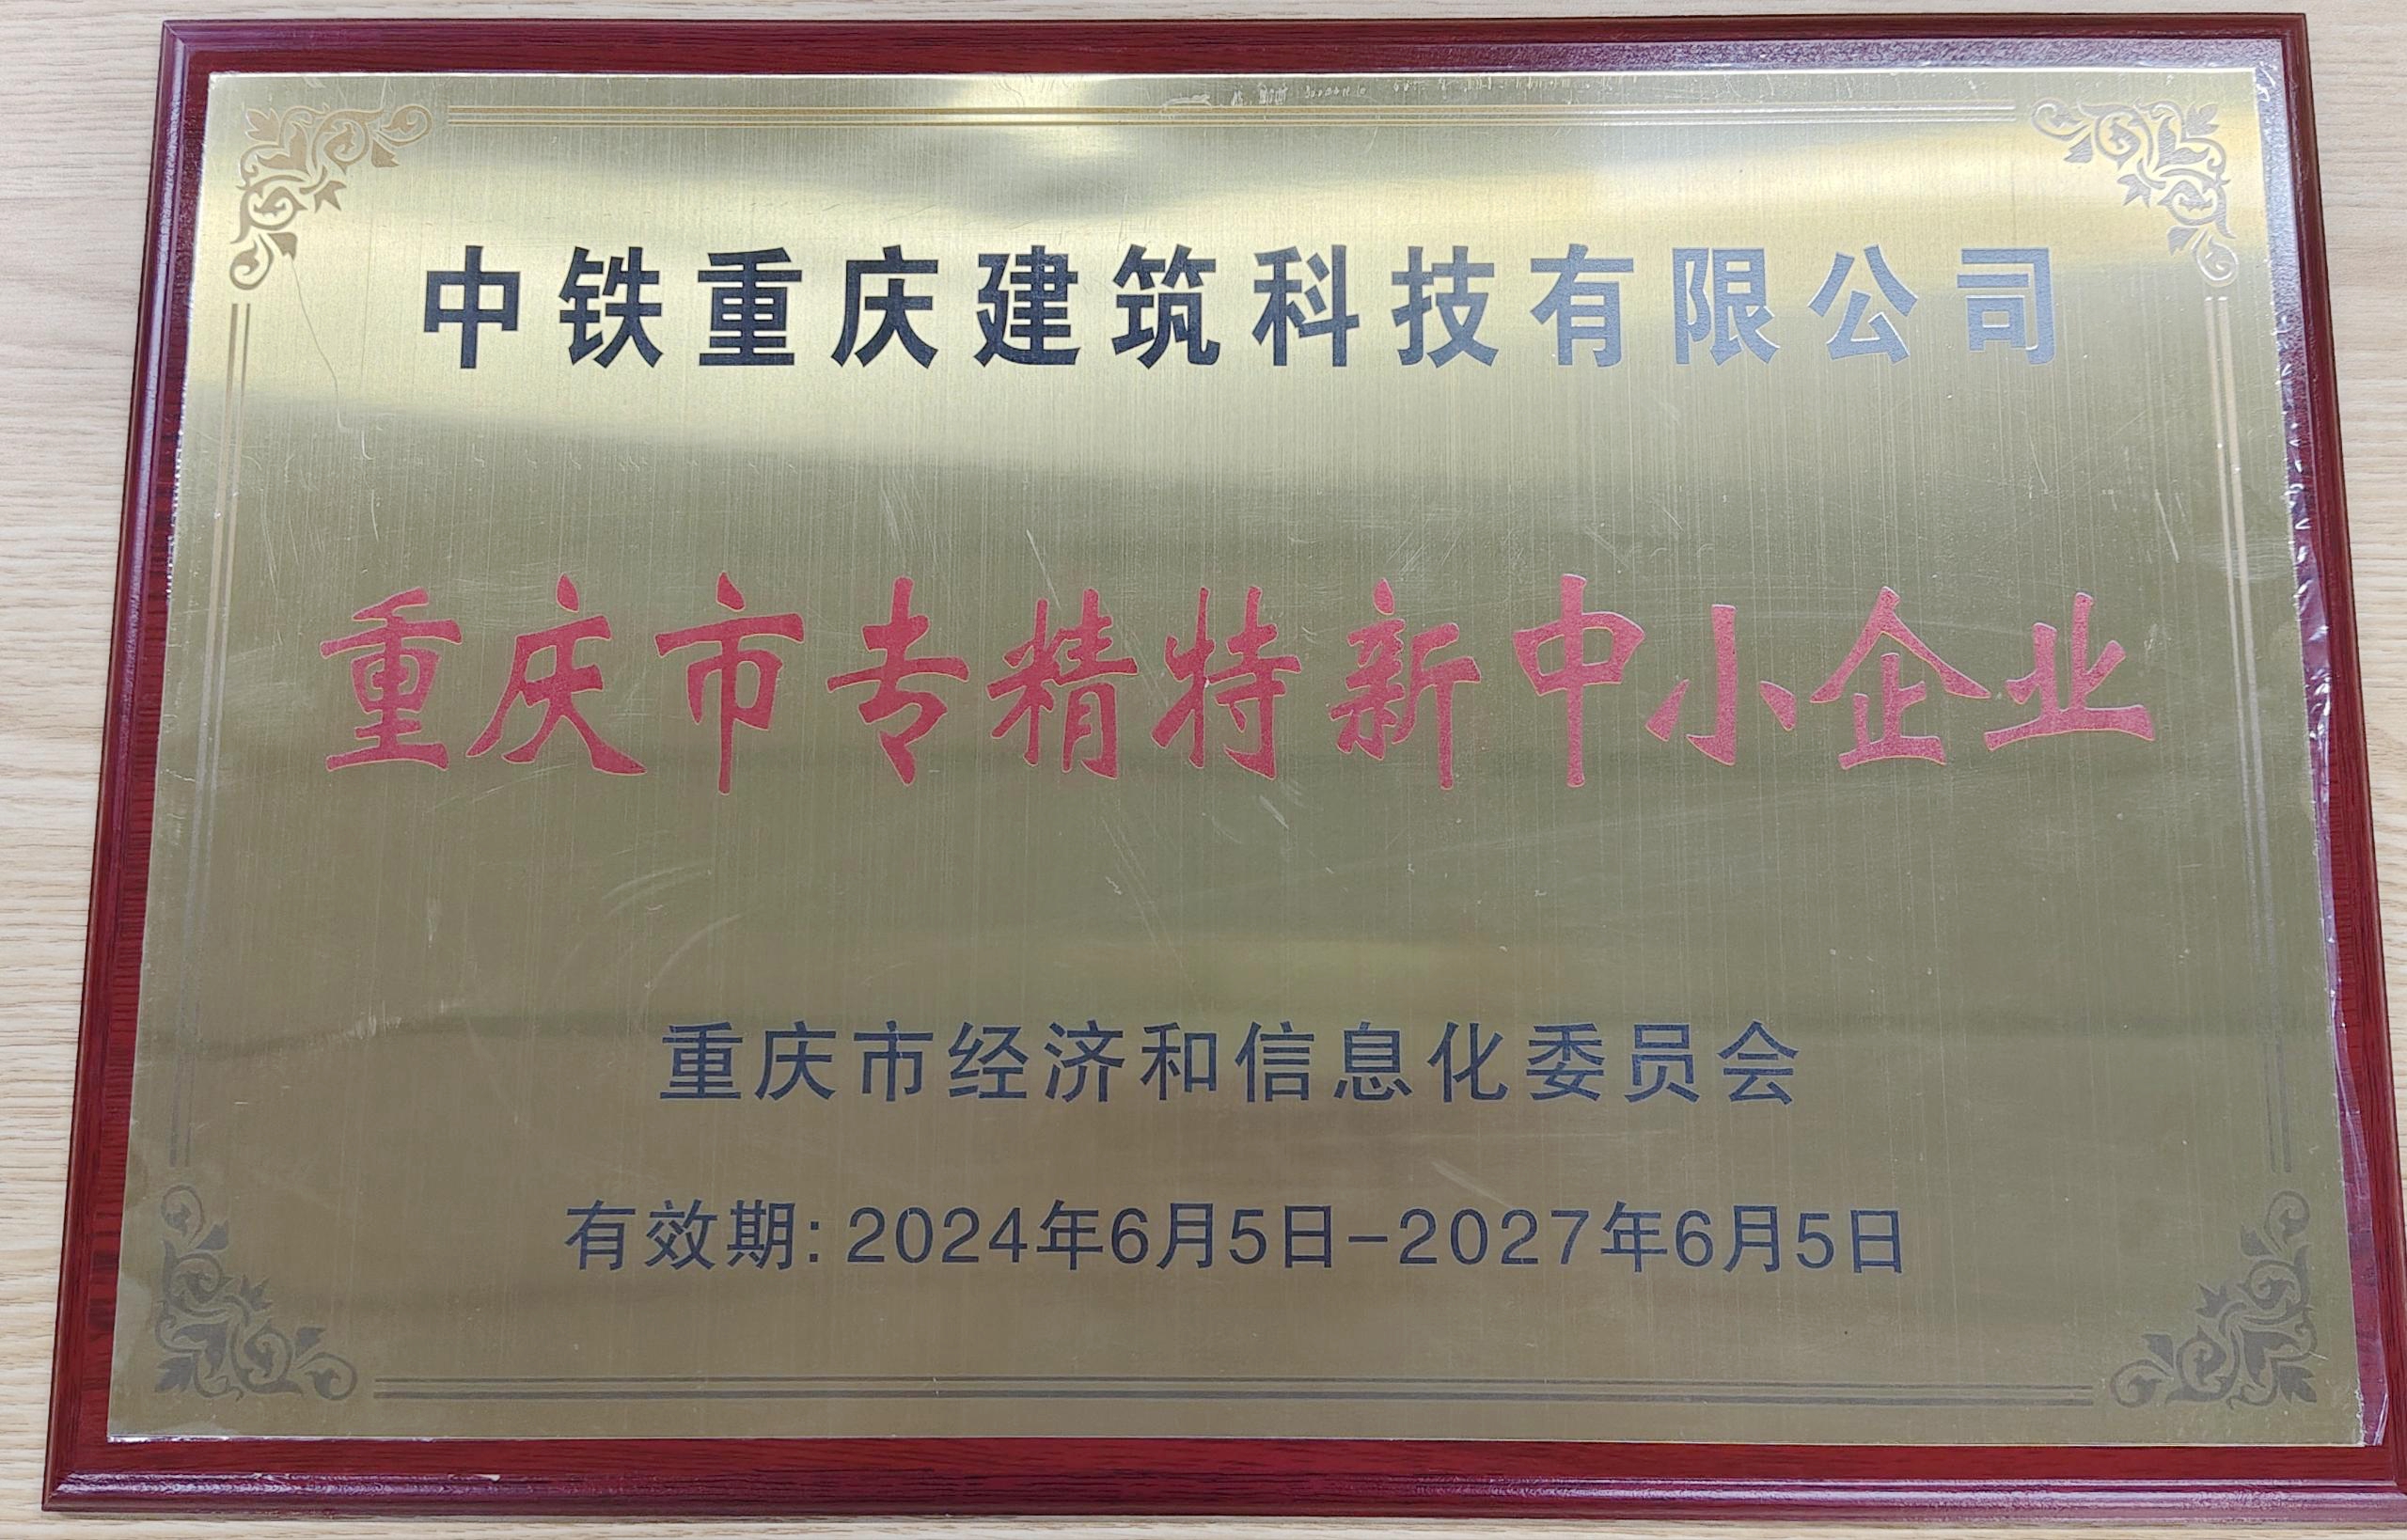 中铁重庆建筑科技有限公司
重庆市专精特新中小企业
重庆市经济和信息化委员会
有效期:2024年6月5日-2027年6月5日